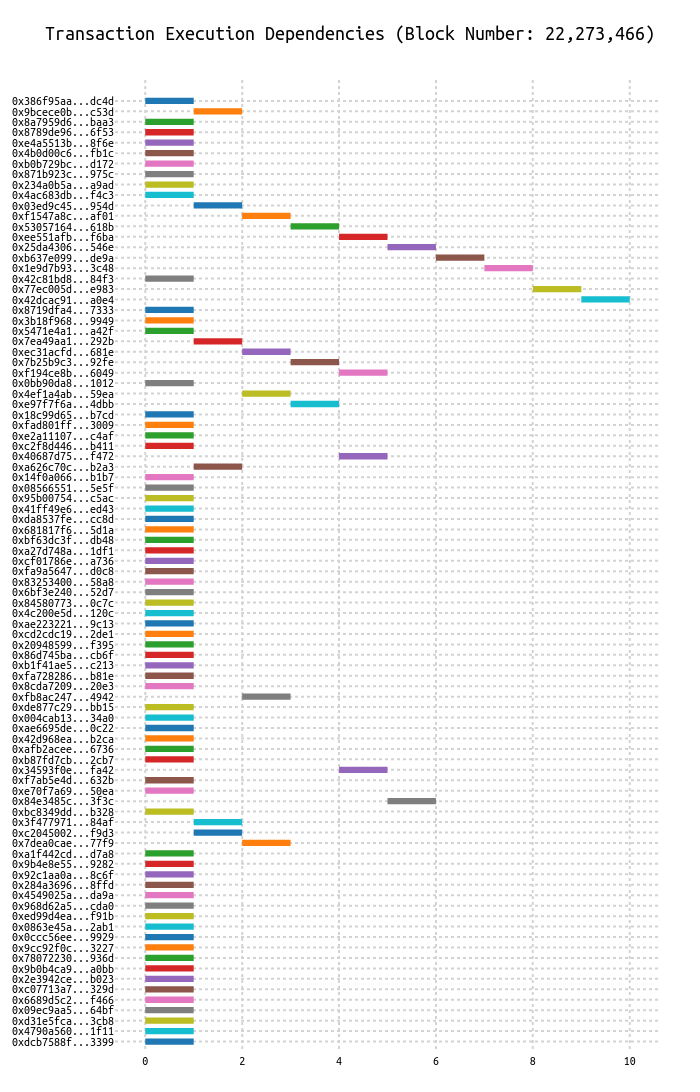 Transaction Execution Dependencies (Block Number: 22,273,466)
0x386f95aa...dc4d
0x9bcece0b...c53d
0x8a7959d6...baa3
0x8789de96...6f53
0xe4a5513b...8f6e
0x4b0d00c6...fb1c
0xb0b729bc...d172
0x871b923c...975c
0x234a0b5a...a9ad
0x4ac683db...f4c3
0x03ed9c45...954d
0xf1547a8c...af01
0x53057164...618b
0xee551afb...f6ba
0x25da4306...546e
0xb637e099...de9a
0x1e9d7b93...3c48
0x42c81bd8...84f3
0x77ec005d...e983
0x42dcac91...a0e4
0x8719dfa4...7333
0x3b18f968...9949
0x5471e4a1...a42f
0x7ea49aa1...292b
0xec31acfd...681e
0x7b25b9c3...92fe
0xf194ce8b...6049
0x0bb90da8...1012
0x4ef1a4ab...59ea
0xe97f7f6a...4dbb
0x18c99d65...b7cd
0xfad801ff...3009
0xe2a11107...c4af
0xc2f8d446...b411
0x40687d75...f472
0xa626c70c...b2a3
0x14f0a066...b1b7
0x08566551...5e5f
0x95b00754...c5ac
0x41ff49e6...ed43
0xda8537fe...cc8d
0x681817f6...5d1a
0xbf63dc3f...db48
0xa27d748a...1df1
0xcf01786e...a736
0xfa9a5647...d0c8
0x83253400...58a8
0x6bf3e240...52d7
0x84580773...0c7c
0x4c200e5d...120c
0xae223221...9c13
0xcd2cdc19...2de1
0x20948599...f395
0x86d745ba...cb6f
0xb1f41ae5...c213
0xfa728286...b81e
0x8cda7209...20e3
0xfb8ac247...4942
0xde877c29...bb15
0x004cab13...34a0
0xae6695de...0c22
0x42d968ea...b2ca
0xafb2acee...6736
0xb87fd7cb...2cb7
0x34593f0e...fa42
0xf7ab5e4d...632b
0xe70f7a69...50ea
0x84e3485c...3f3c
0xbc8349dd...b328
0x3f477971...84af
0xc2045002...f9d3
0x7dea0cae...77f9
0xa1f442cd...d7a8
0x9b4e8e55...9282
0x92c1aa0a...8c6f
0x284a3696...8ffd
0x4549025a...da9a
0x968d62a5...cda0
0xed99d4ea...f91b
0x0863e45a...2ab1
0x0ccc56ee...9929
0x9cc92f0c...3227
0x78072230...936d
0x9b0b4ca9...a0bb
0x2e3942ce...b023
0xc07713a7...329d
0x6689d5c2...f466
0x09ec9aa5...64bf
0xd31e5fca...3cb8
0x4790a560...1f11
0xdcb7588f...3399
0 2 4 6 8 10